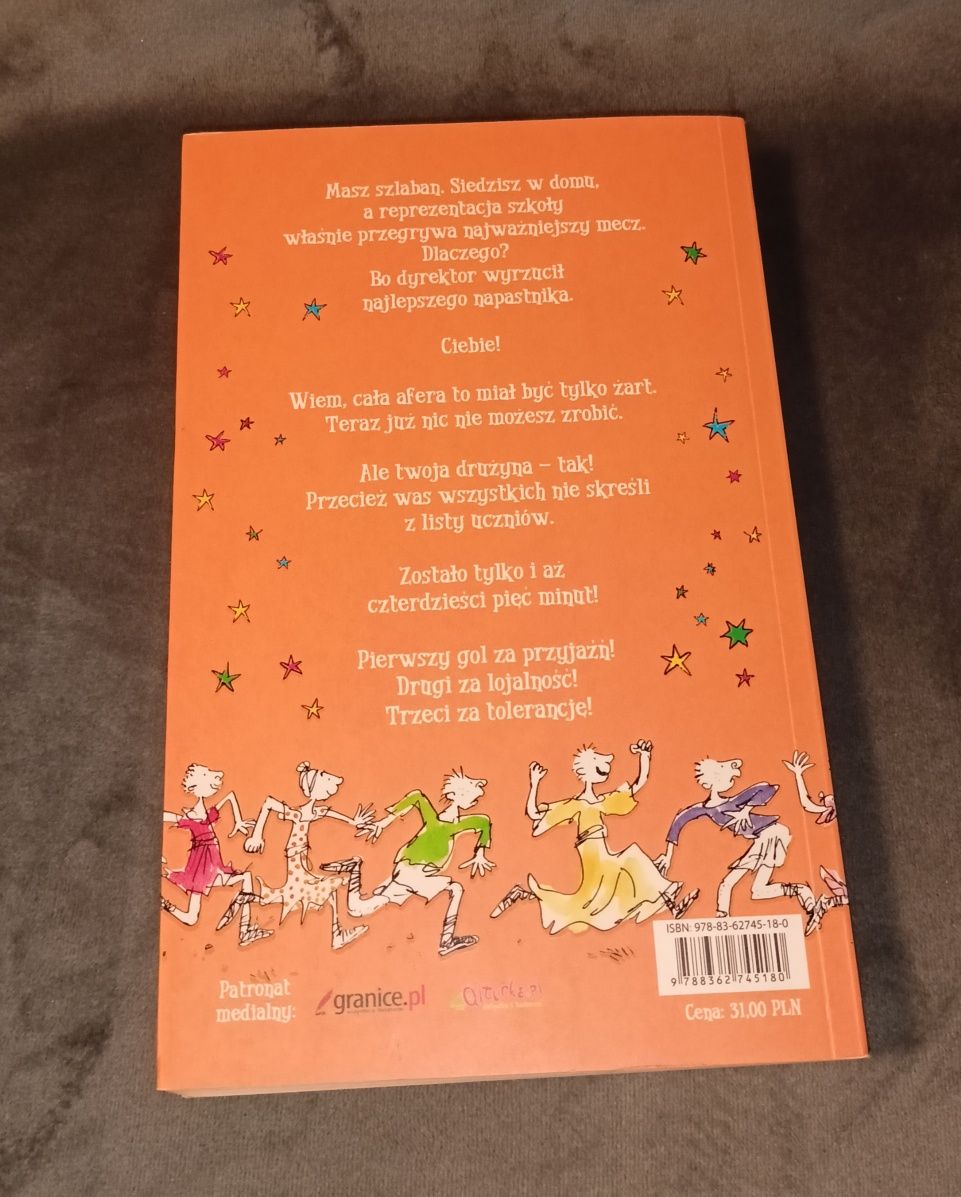 Masz szlaban. Siedzisz w domu,
a reprezentacja szkoły
właśnie przegrywa najważniejszy mecz.
Dlaczego?
Bo dyrektor wyrzucił
najlepszego napastnika.
Ciebie!
Wiem, cała afera to miał być tylko żart.
Teraz już nic nie możesz zrobić.
Ale twoja drużyna – tak!
Przecież was wszystkich nie skreśli
z listy uczniów.
Zostało tylko i aż
czterdzieści pięć minut!
Pierwszy gol za przyjaźń!
Drugi za lojalność!
Trzeci za tolerancję!
ISBN: 978-83-62745-18-0
9 788362 745180
Patronat
medialny:
granice.pl
Qlturka.pl
Cena: 31,00 PLN